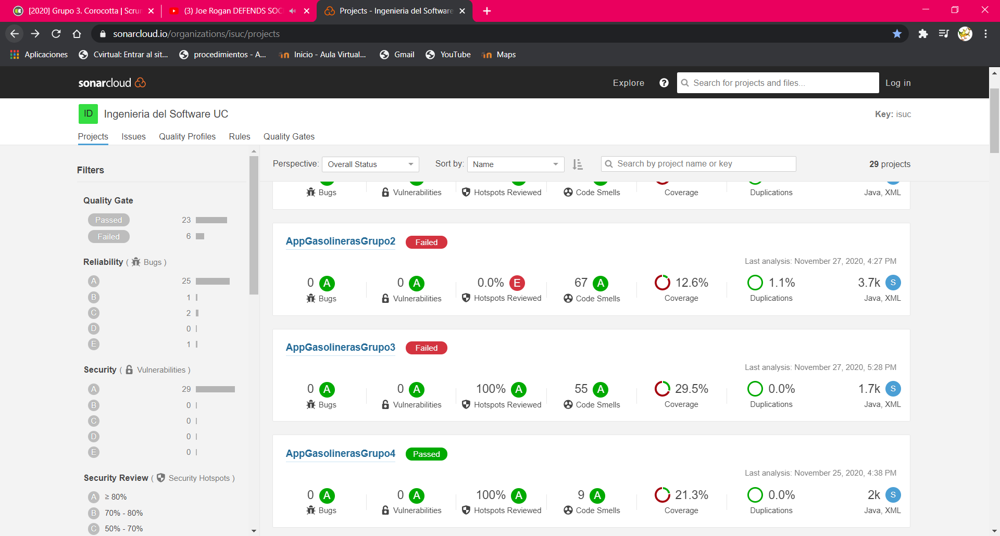 [2020] Grupo 3. Corocotta | Scru
(3) Joe Rogan DEFENDS SOC
Projects - Ingenieria del Software
sonarcloud.io/organizations/isuc/projects
Aplicaciones
Cvirtual: Entrar al sit...
procedimientos - A...
Inicio - Aula Virtual...
Gmail
YouTube
Maps
sonarcloud
Explore
?
Search for projects and files...
Log in
ID
Ingenieria del Software UC
Key: isuc
Projects
Issues
Quality Profiles
Rules
Quality Gates
Filters
Quality Gate
Passed 23
Failed 6
Reliability ( Bugs )
A 25
B 1
C 2
D 0
E 1
Security ( Vulnerabilities )
A 29
B 0
C 0
D 0
E 0
Security Review ( Security Hotspots )
A ≥ 80%
B 70% - 80%
C 50% - 70%
Perspective: Overall Status
Sort by: Name
Search by project name or key
29 projects
Bugs Vulnerabilities Hotspots Reviewed Code Smells Coverage Duplications Java, XML
AppGasolinerasGrupo2 Failed
Last analysis: November 27, 2020, 4:27 PM
0 A 0 A 0.0% E 67 A 12.6% 1.1% 3.7k S
Bugs Vulnerabilities Hotspots Reviewed Code Smells Coverage Duplications Java, XML
AppGasolinerasGrupo3 Failed
Last analysis: November 27, 2020, 5:28 PM
0 A 0 A 100% A 55 A 29.5% 0.0% 1.7k S
Bugs Vulnerabilities Hotspots Reviewed Code Smells Coverage Duplications Java, XML
AppGasolinerasGrupo4 Passed
Last analysis: November 25, 2020, 4:38 PM
0 A 0 A 100% A 9 A 21.3% 0.0% 2k S
Bugs Vulnerabilities Hotspots Reviewed Code Smells Coverage Duplications Java, XML